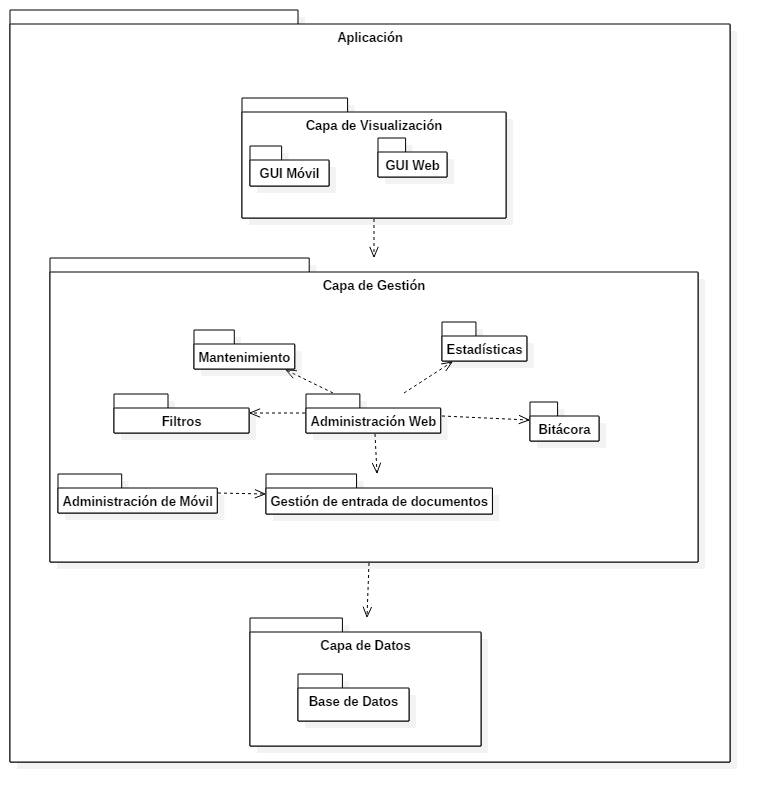 Aplicación
Capa de Visualización
GUI Móvil
GUI Web
Capa de Gestión
Mantenimiento
Estadísticas
Filtros
Administración Web
Bitácora
Administración de Móvil
Gestión de entrada de documentos
Capa de Datos
Base de Datos